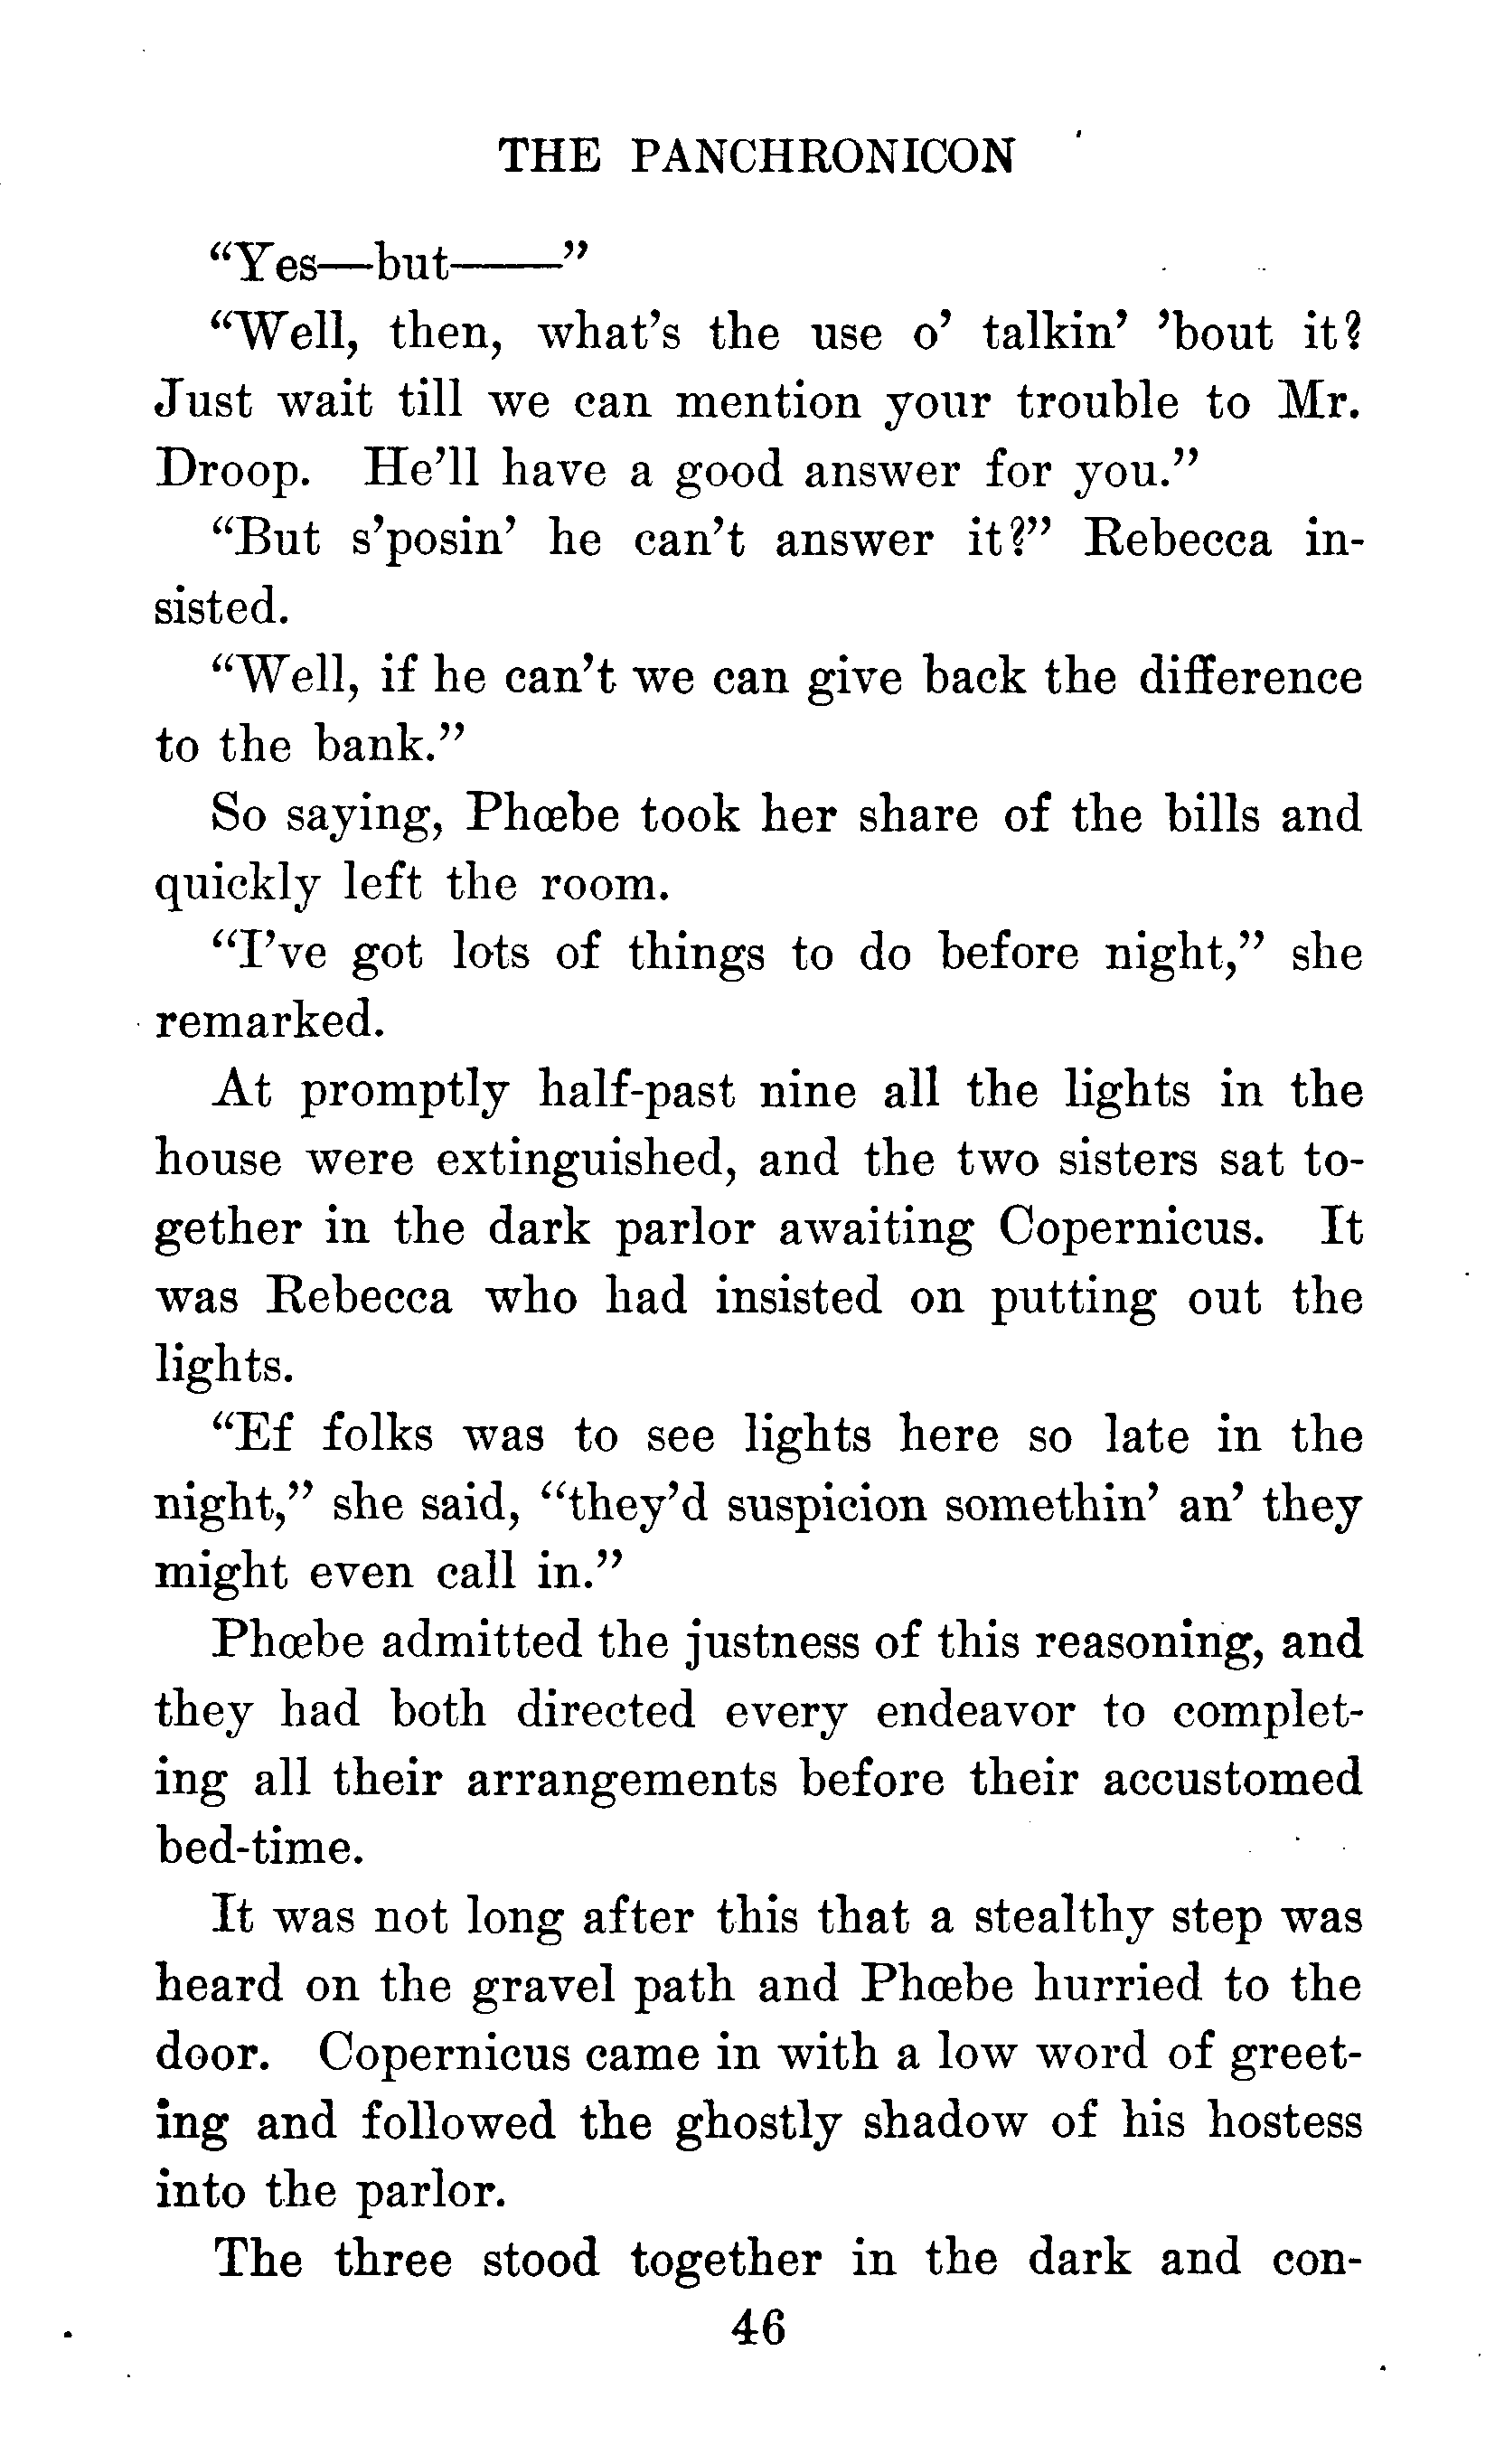 THE PANCHRONICON
“Yes—but——”
“Well, then, what’s the use o’ talkin’ ’bout it?
Just wait till we can mention your trouble to Mr.
Droop. He’ll have a good answer for you.”
“But s’posin’ he can’t answer it?” Rebecca in-
sisted.
“Well, if he can’t we can give back the difference
to the bank.”
So saying, Phœbe took her share of the bills and
quickly left the room.
“I’ve got lots of things to do before night,” she
remarked.
At promptly half-past nine all the lights in the
house were extinguished, and the two sisters sat to-
gether in the dark parlor awaiting Copernicus. It
was Rebecca who had insisted on putting out the
lights.
“Ef folks was to see lights here so late in the
night,” she said, “they’d suspicion somethin’ an’ they
might even call in.”
Phœbe admitted the justness of this reasoning, and
they had both directed every endeavor to complet-
ing all their arrangements before their accustomed
bed-time.
It was not long after this that a stealthy step was
heard on the gravel path and Phœbe hurried to the
door. Copernicus came in with a low word of greet-
ing and followed the ghostly shadow of his hostess
into the parlor.
The three stood together in the dark and con-
46